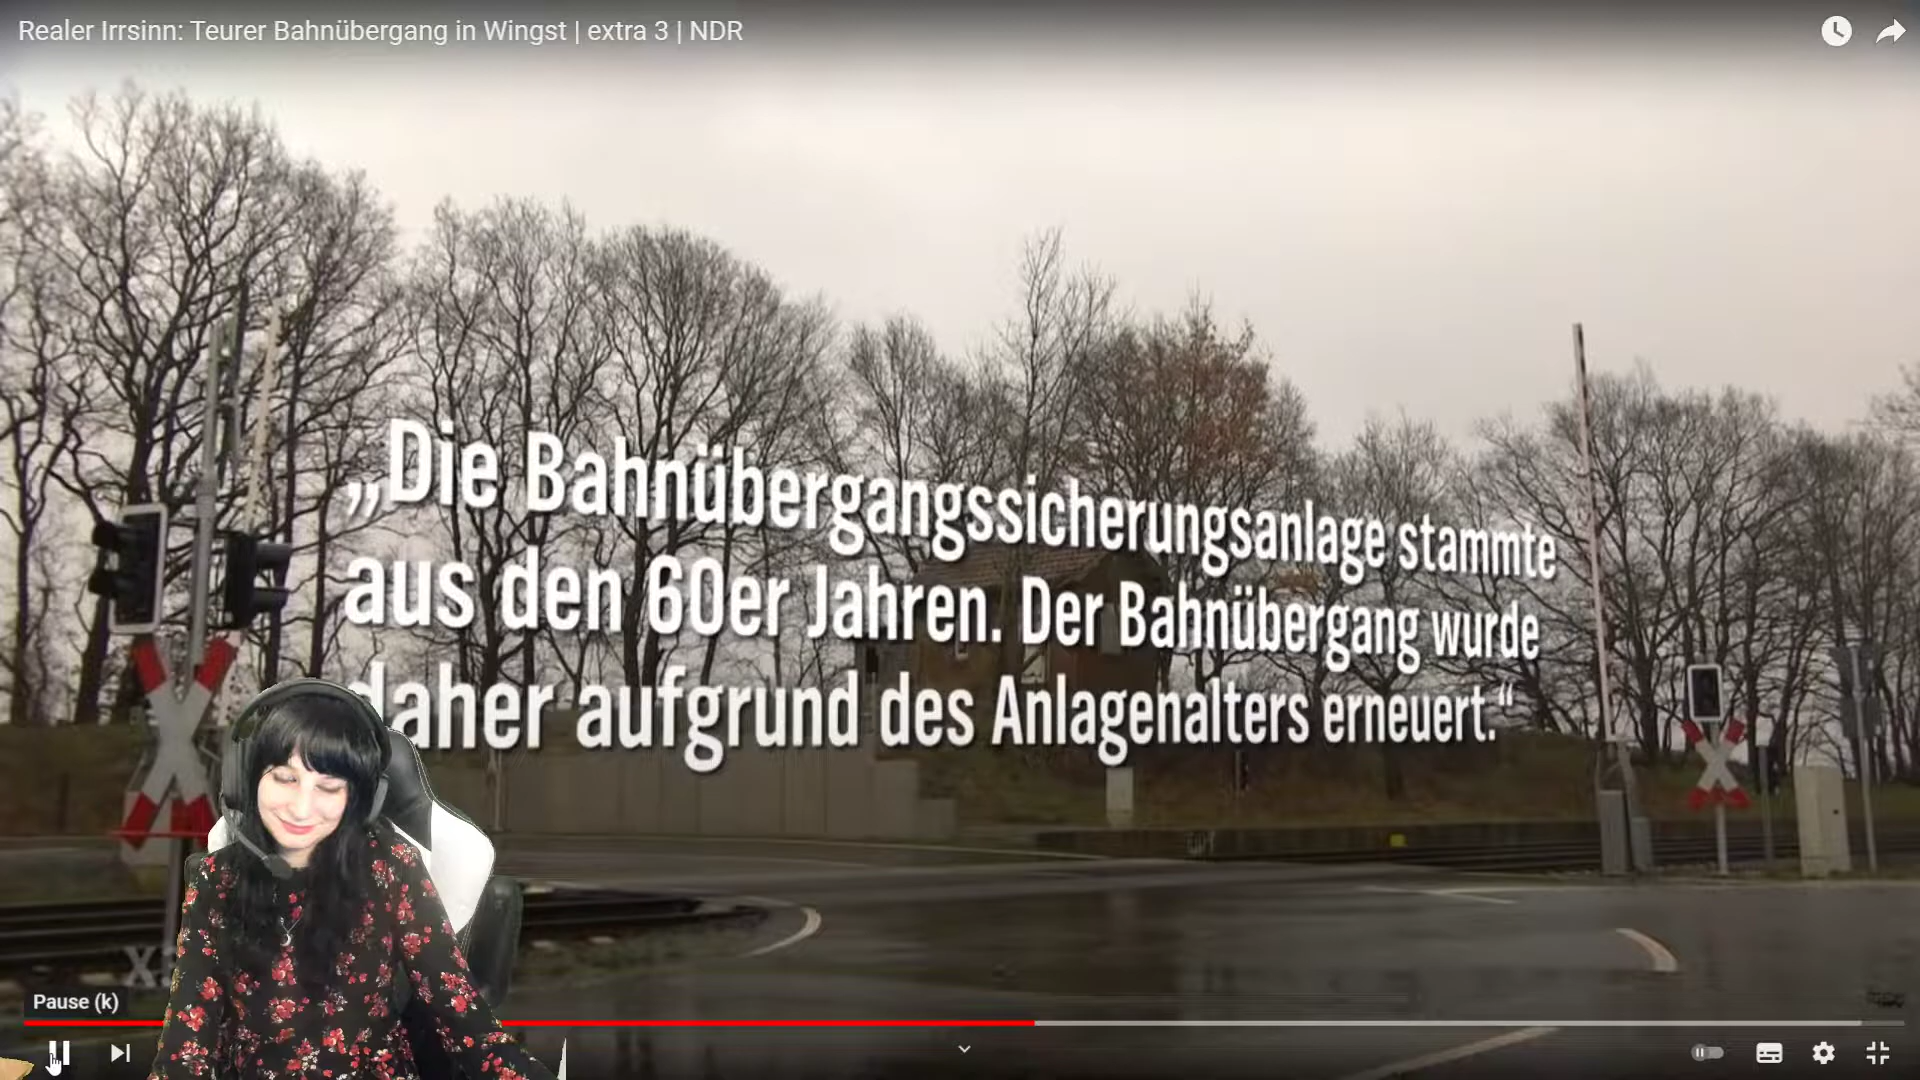 Realer Irrsinn: Teurer Bahnübergang in Wingst | extra 3 | NDR
„Die Bahnübergangssicherungsanlage stammte
aus den 60er Jahren. Der Bahnübergang wurde
daher aufgrund des Anlagenalters erneuert.“
Pause (k)